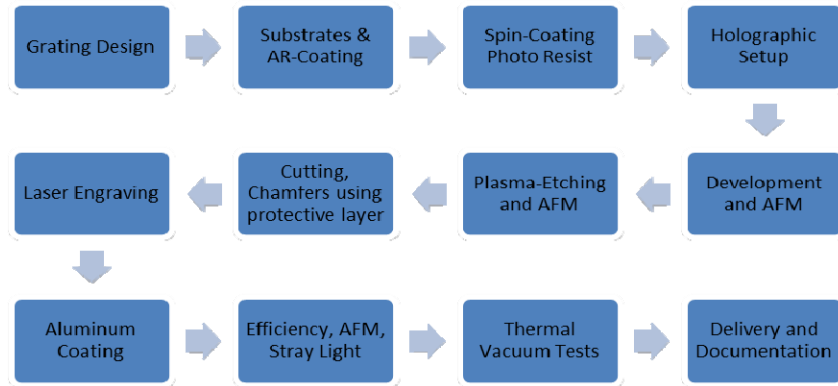 Grating Design
Substrates &
AR-Coating
Spin-Coating
Photo Resist
Holographic
Setup
Development
and AFM
Plasma-Etching
and AFM
Cutting,
Chamfers using
protective layer
Laser Engraving
Aluminum
Coating
Efficiency, AFM,
Stray Light
Thermal
Vacuum Tests
Delivery and
Documentation